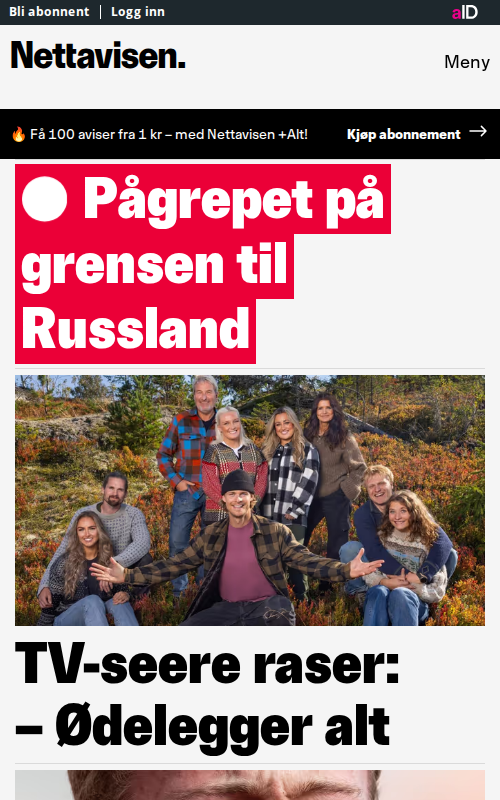 Bli abonnent | Logg inn
aID
Nettavisen.
Meny
🔥 Få 100 aviser fra 1 kr – med Nettavisen +Alt!
Kjøp abonnement →
Pågrepet på
grensen til
Russland
TV-seere raser:
– Ødelegger alt